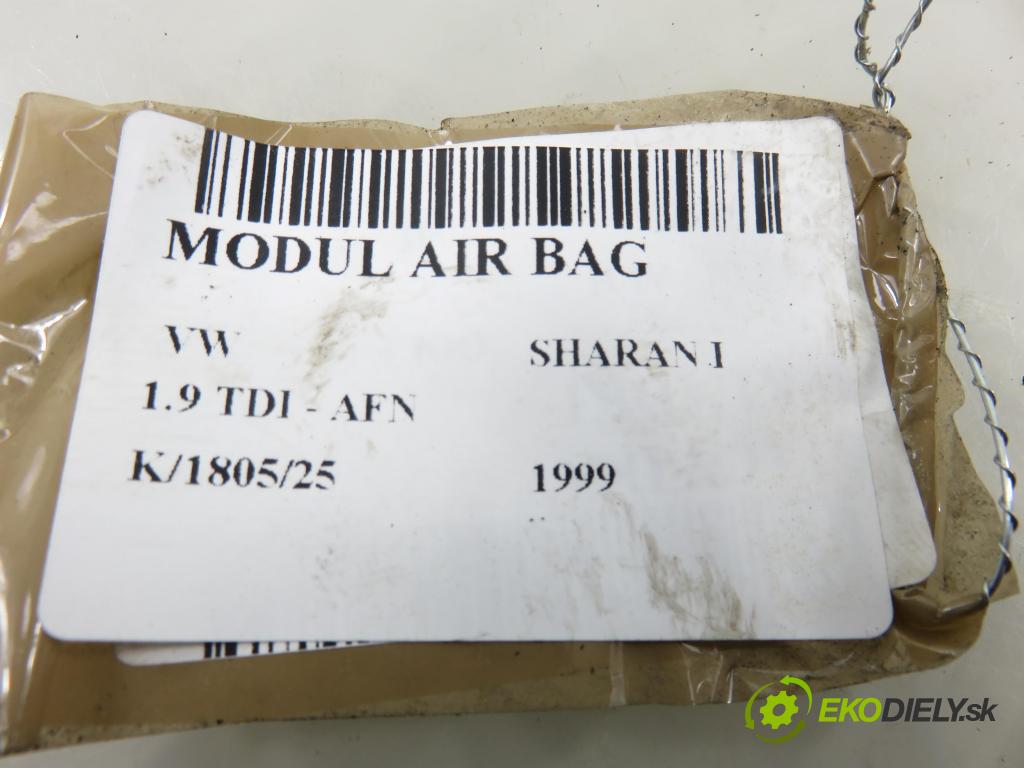 MODUL AIR BAG
VW SHARAN I
1.9 TDI - AFN
K/1805/25 1999
EKODIELY.sk